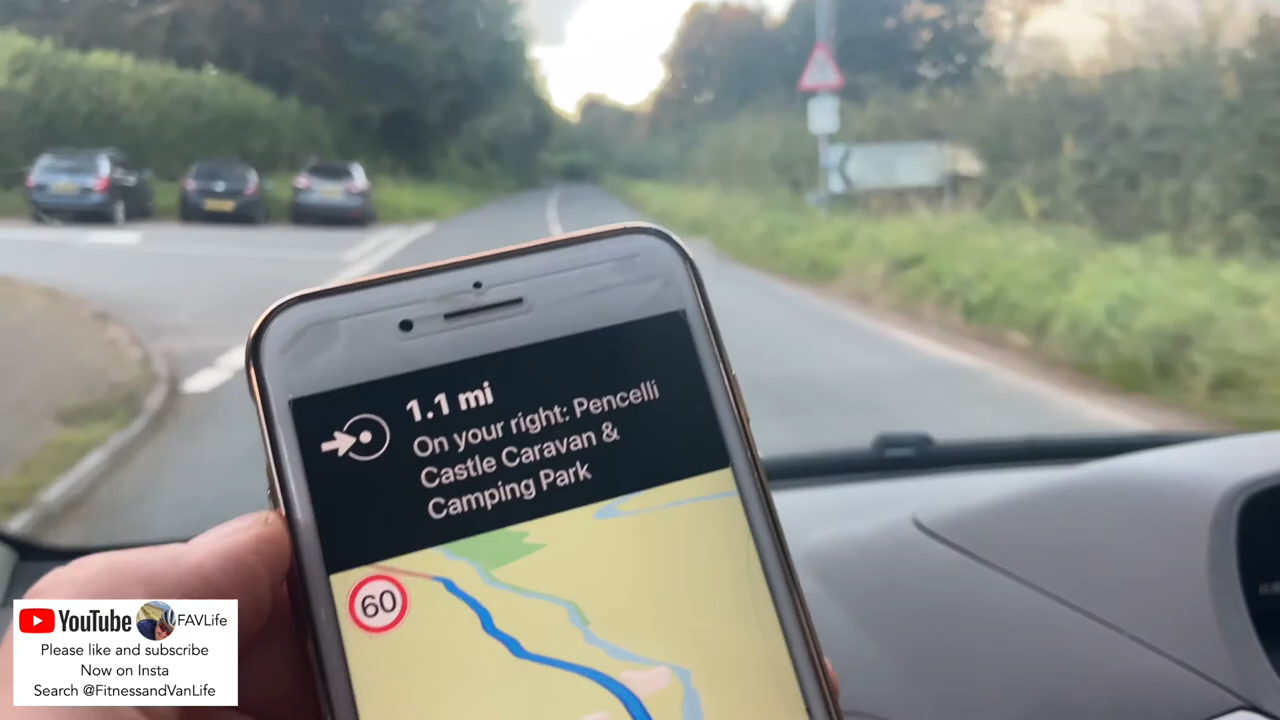 1.1 mi
On your right: Pencelli
Castle Caravan &
Camping Park
60
YouTube FAVLife
Please like and subscribe
Now on Insta
Search @FitnessandVanLife